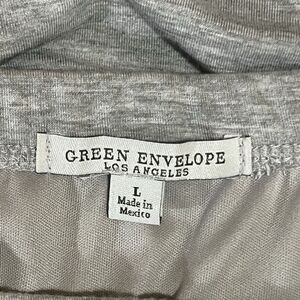 GREEN ENVELOPE
LOS ANGELES
L
Made in
Mexico